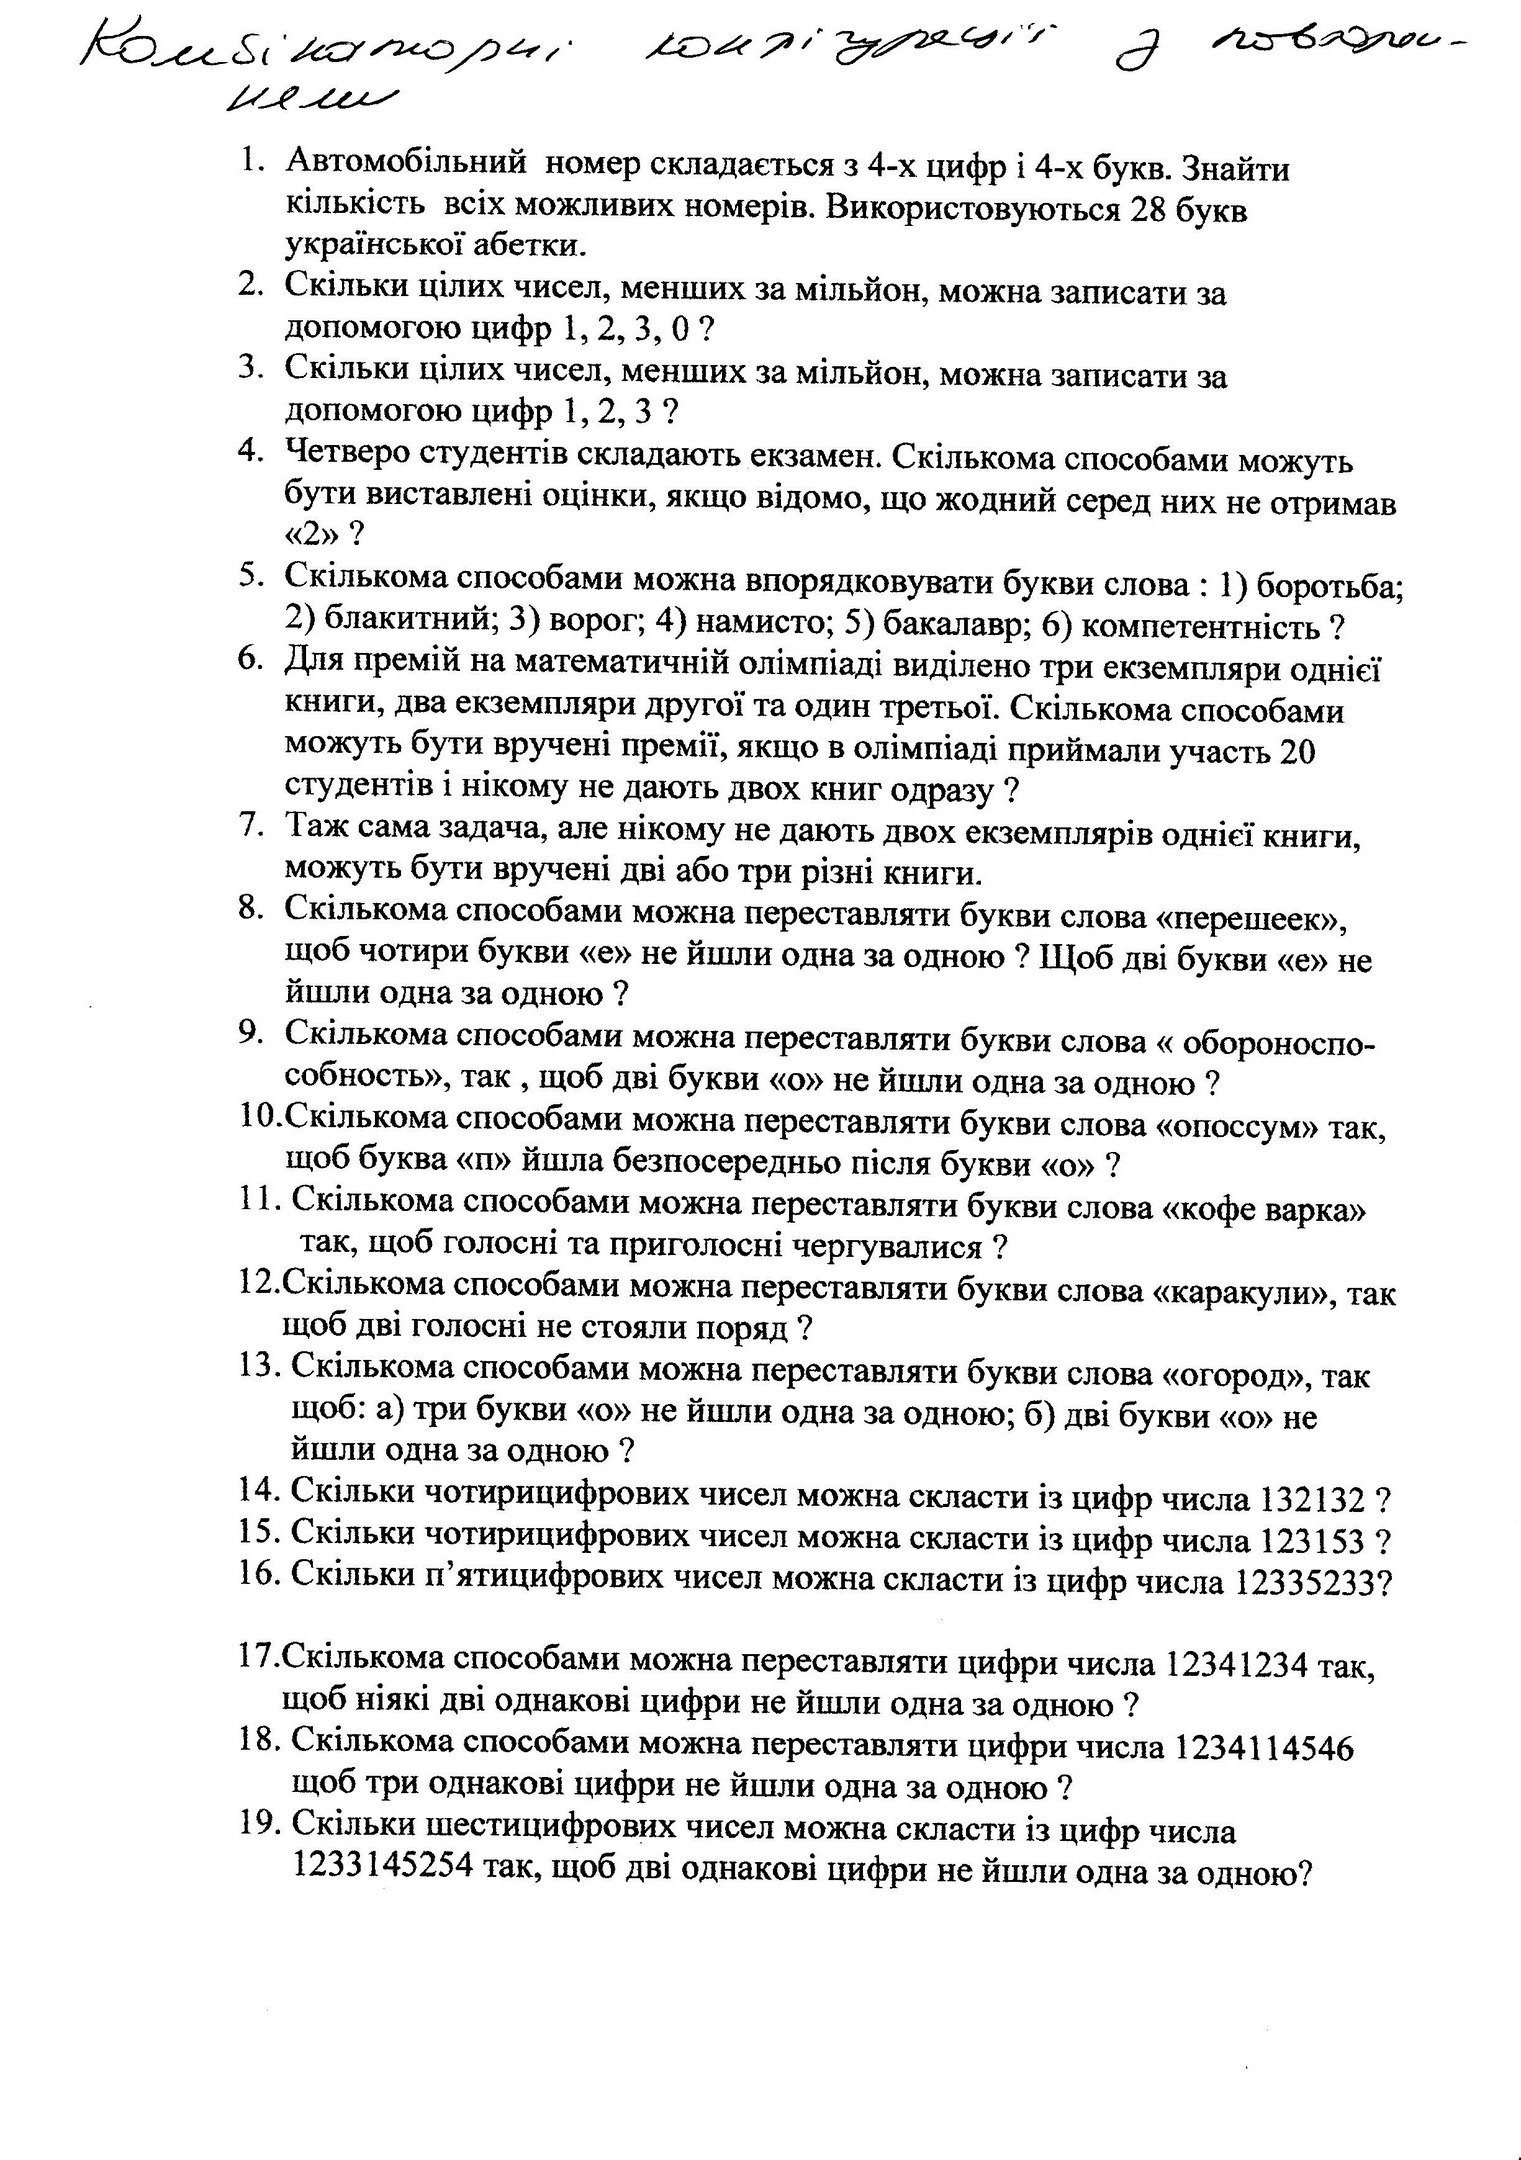 Комбінаторні конфігурації з повторен-
нями
1. Автомобільний номер складається з 4-х цифр і 4-х букв. Знайти
кількість всіх можливих номерів. Використовуються 28 букв
української абетки.
2. Скільки цілих чисел, менших за мільйон, можна записати за
допомогою цифр 1, 2, 3, 0 ?
3. Скільки цілих чисел, менших за мільйон, можна записати за
допомогою цифр 1, 2, 3 ?
4. Четверо студентів складають екзамен. Скількома способами можуть
бути виставлені оцінки, якщо відомо, що жодний серед них не отримав
«2» ?
5. Скількома способами можна впорядковувати букви слова : 1) боротьба;
2) блакитний; 3) ворог; 4) намисто; 5) бакалавр; 6) компетентність ?
6. Для премій на математичній олімпіаді виділено три екземпляри однієї
книги, два екземпляри другої та один третьої. Скількома способами
можуть бути вручені премії, якщо в олімпіаді приймали участь 20
студентів і нікому не дають двох книг одразу ?
7. Таж сама задача, але нікому не дають двох екземплярів однієї книги,
можуть бути вручені дві або три різні книги.
8. Скількома способами можна переставляти букви слова «перешеек»,
щоб чотири букви «е» не йшли одна за одною ? Щоб дві букви «е» не
йшли одна за одною ?
9. Скількома способами можна переставляти букви слова « обороноспо-
собность», так , щоб дві букви «о» не йшли одна за одною ?
10.Скількома способами можна переставляти букви слова «опоссум» так,
щоб буква «п» йшла безпосередньо після букви «о» ?
11. Скількома способами можна переставляти букви слова «кофе варка»
так, щоб голосні та приголосні чергувалися ?
12.Скількома способами можна переставляти букви слова «каракули», так
щоб дві голосні не стояли поряд ?
13. Скількома способами можна переставляти букви слова «огород», так
щоб: а) три букви «о» не йшли одна за одною; б) дві букви «о» не
йшли одна за одною ?
14. Скільки чотирицифрових чисел можна скласти із цифр числа 132132 ?
15. Скільки чотирицифрових чисел можна скласти із цифр числа 123153 ?
16. Скільки п’ятицифрових чисел можна скласти із цифр числа 12335233?
17.Скількома способами можна переставляти цифри числа 12341234 так,
щоб ніякі дві однакові цифри не йшли одна за одною ?
18. Скількома способами можна переставляти цифри числа 1234114546
щоб три однакові цифри не йшли одна за одною ?
19. Скільки шестицифрових чисел можна скласти із цифр числа
1233145254 так, щоб дві однакові цифри не йшли одна за одною?